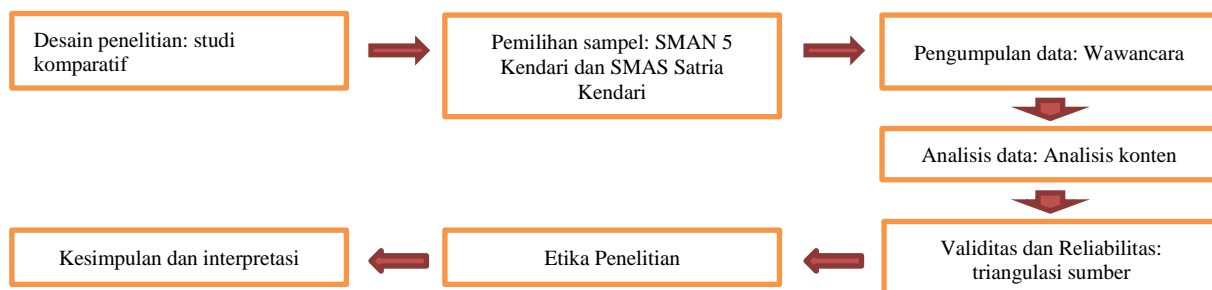 Desain penelitian: studi
komparatif
Pemilihan sampel: SMAN 5
Kendari dan SMAS Satria
Kendari
Pengumpulan data: Wawancara
Analisis data: Analisis konten
Validitas dan Reliabilitas:
triangulasi sumber
Etika Penelitian
Kesimpulan dan interpretasi